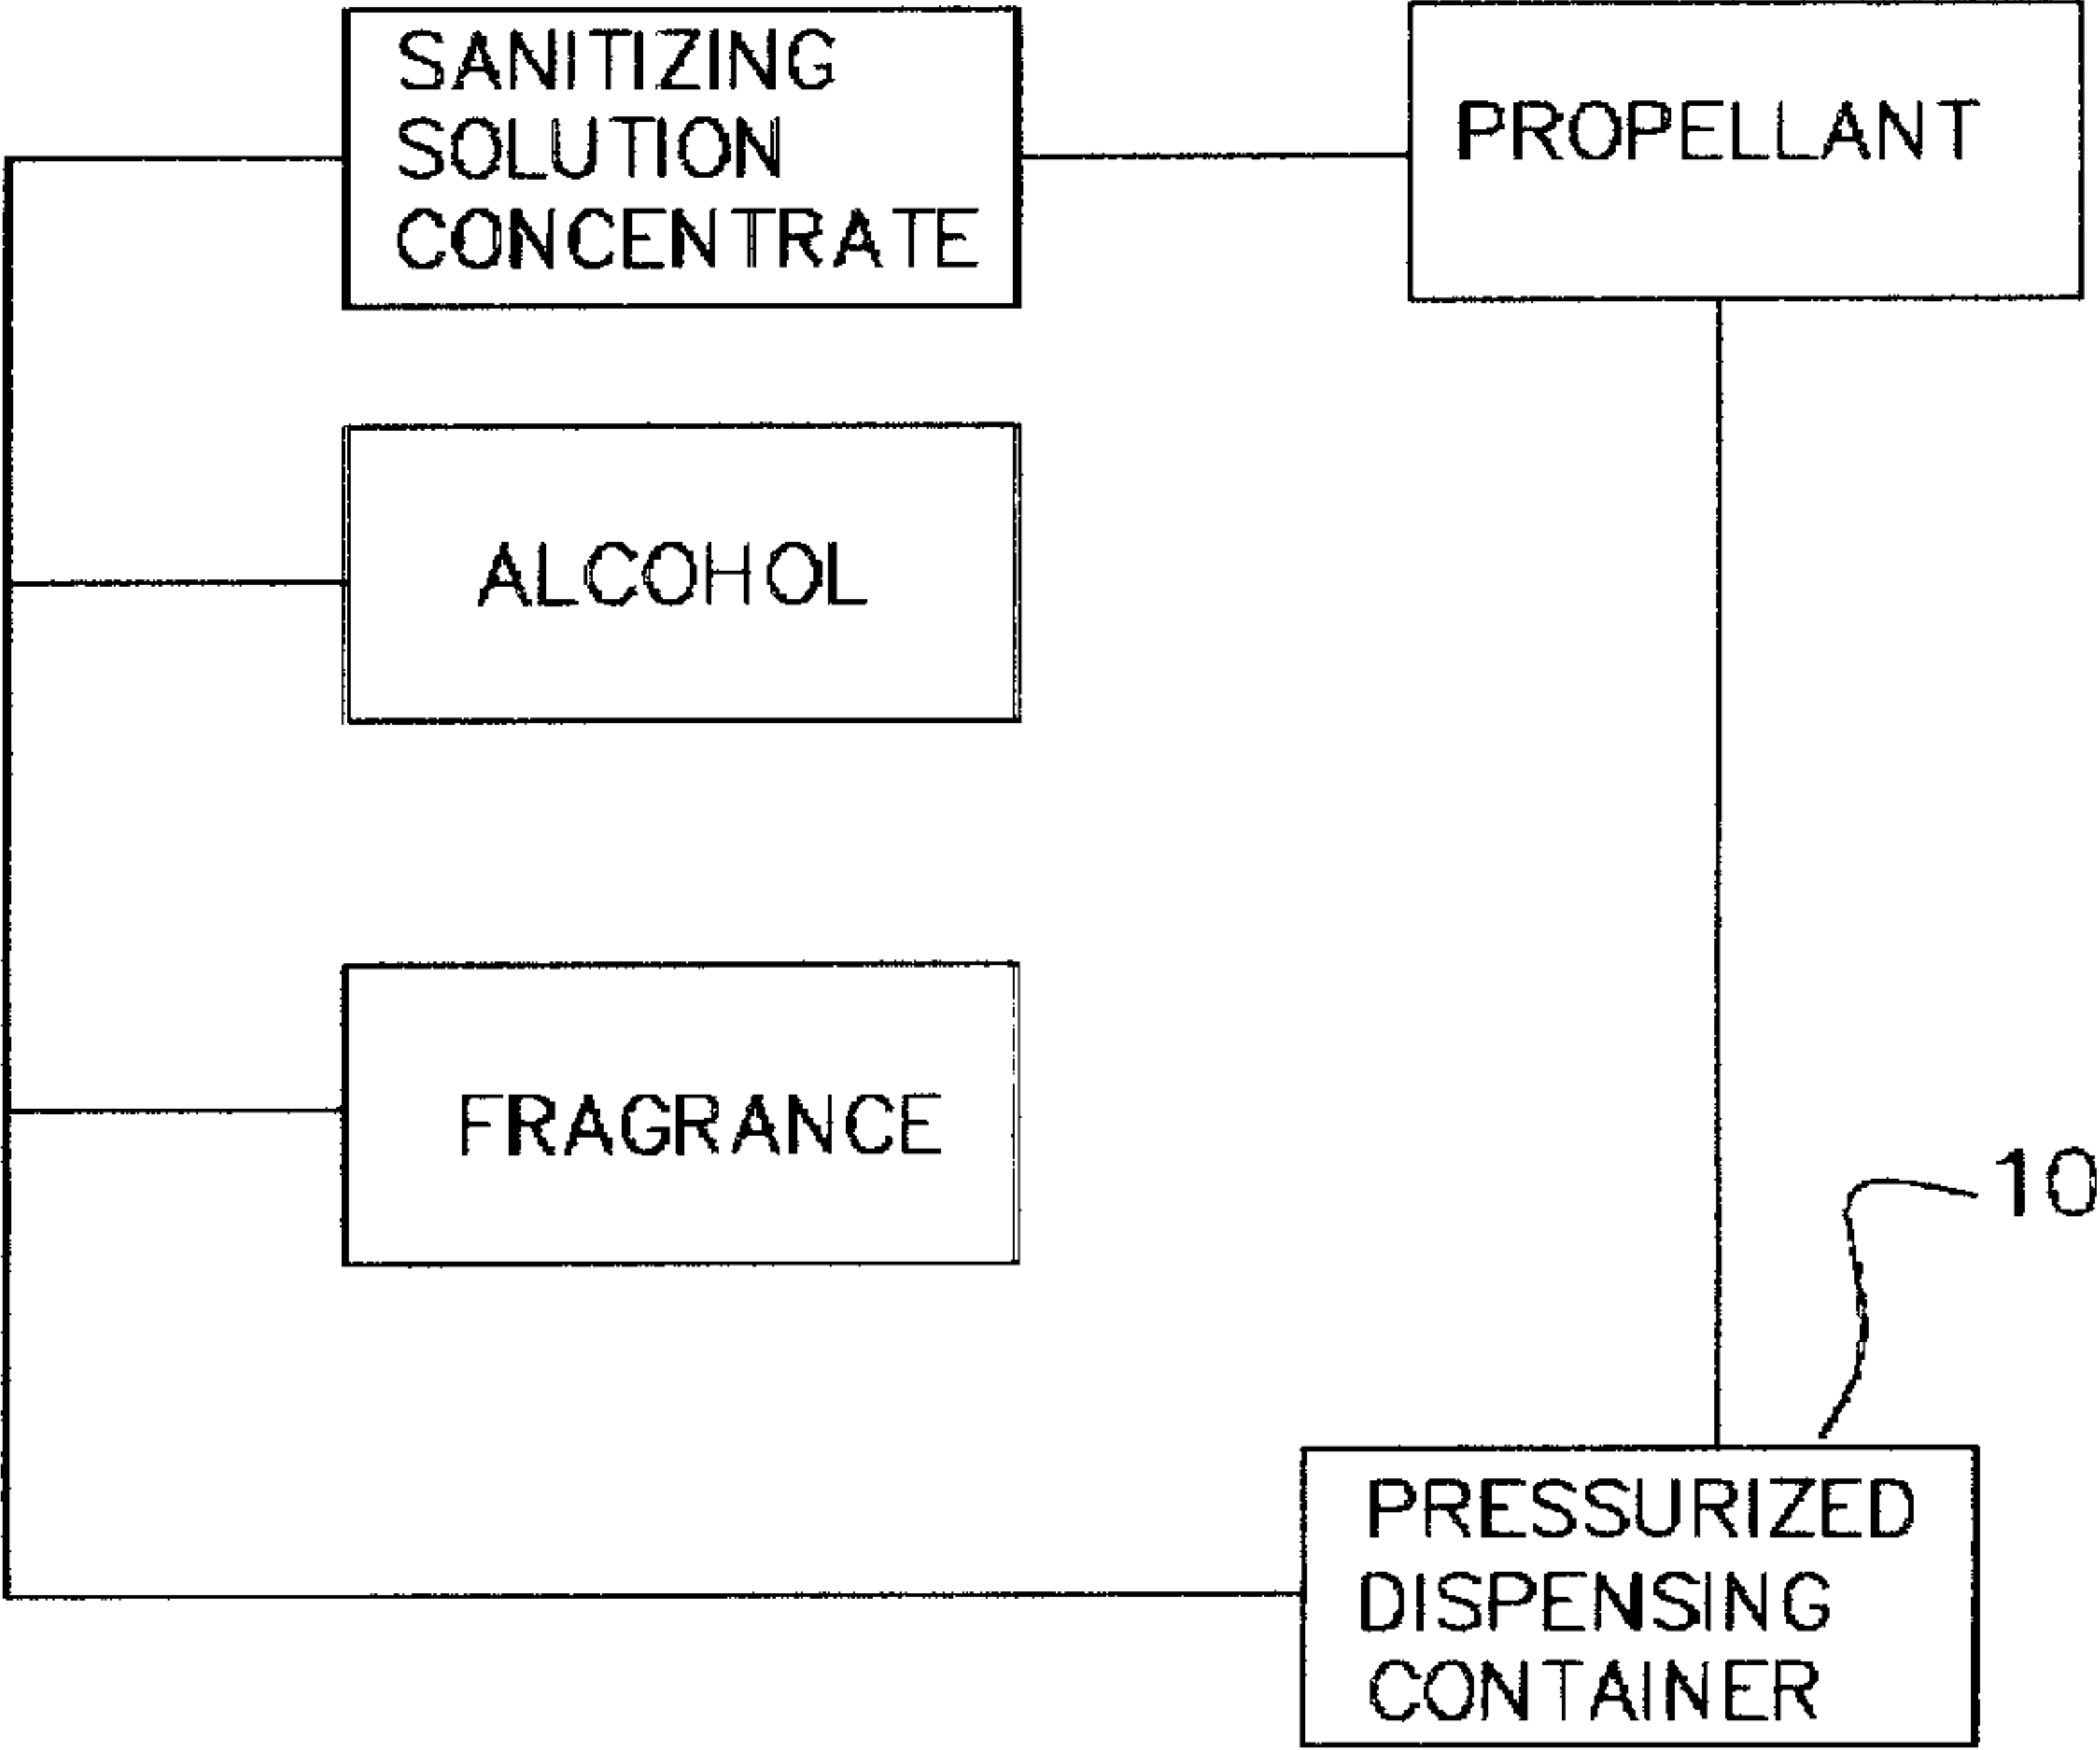 SANITIZING
SOLUTION
CONCENTRATE
PROPELLANT
ALCOHOL
FRAGRANCE
10
PRESSURIZED
DISPENSING
CONTAINER